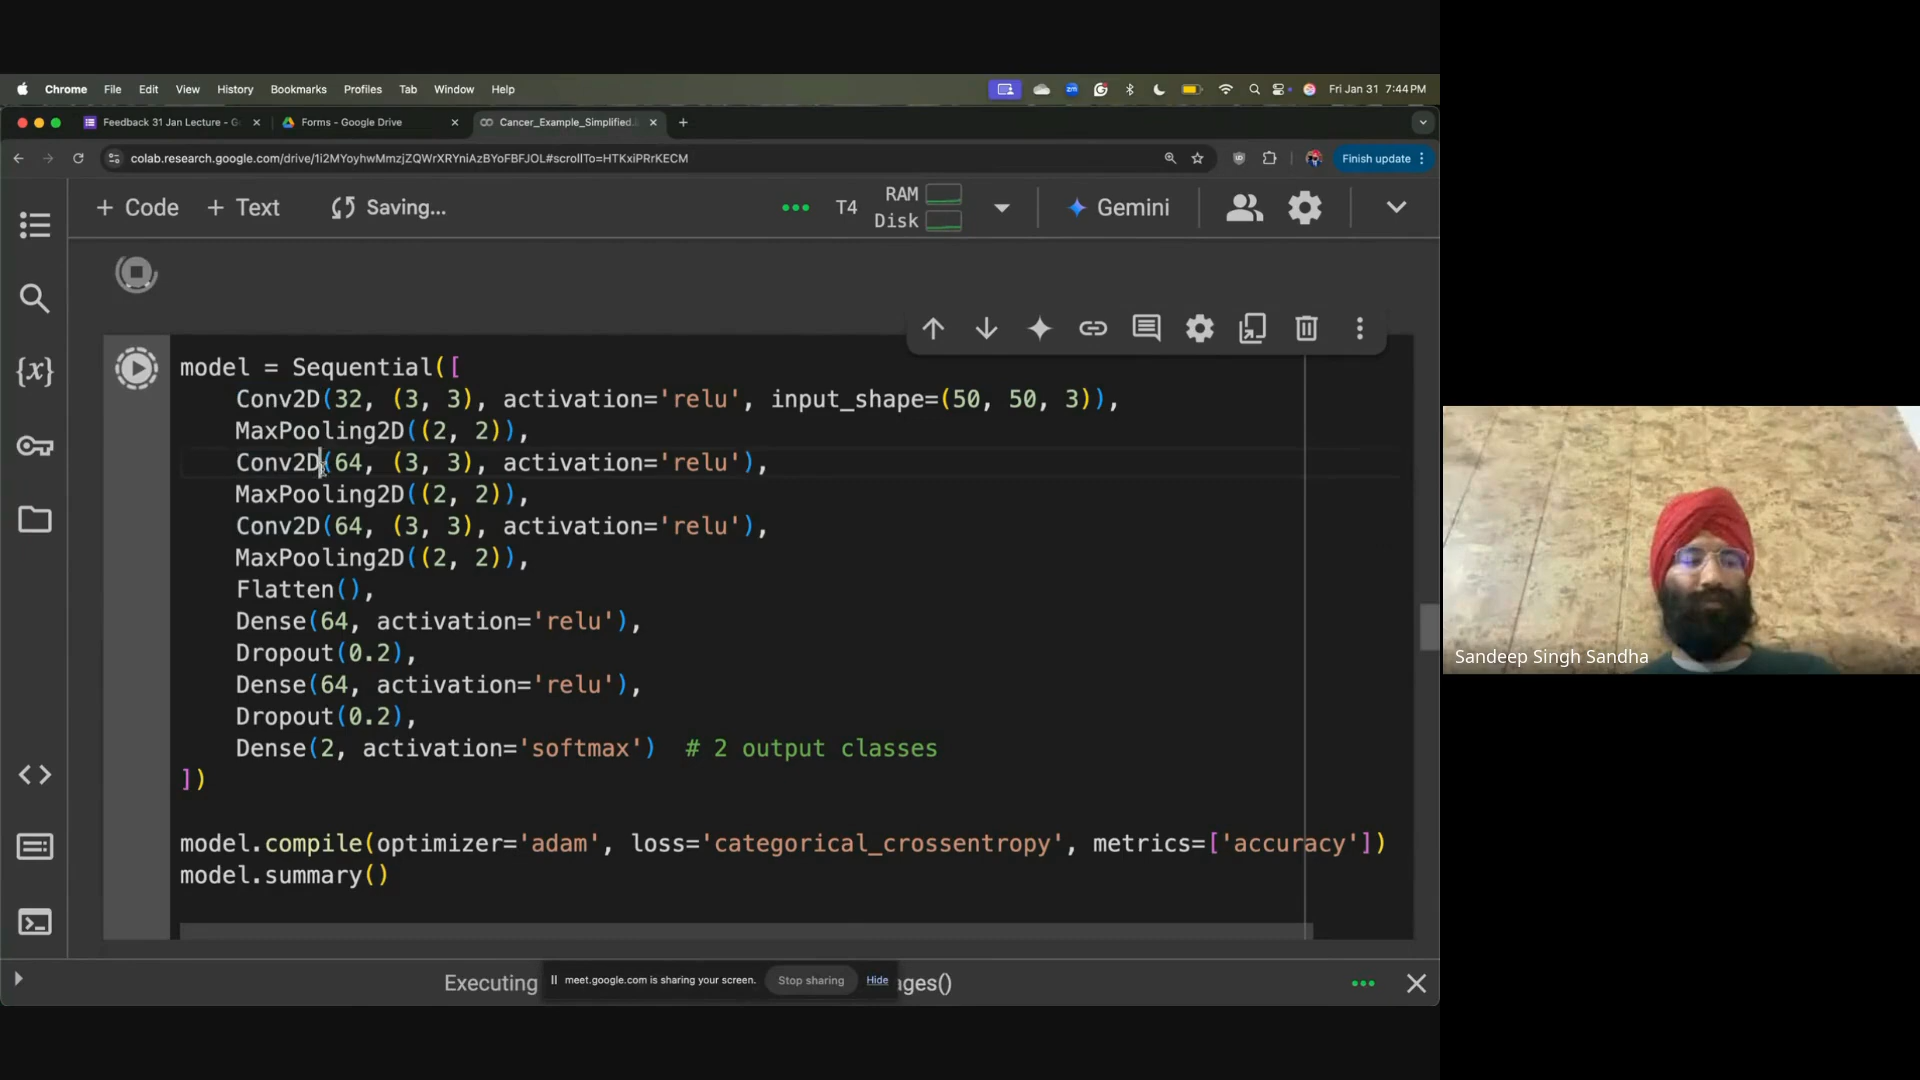 Chrome File Edit View History Bookmarks Profiles Tab Window Help
Fri Jan 31 7:44 PM
Feedback 31 Jan Lecture - G
Forms - Google Drive
Cancer_Example_Simplified.
colab.research.google.com/drive/1i2MYoyhwMmzjZQWrXRYniAzBYoFBFJOL#scrollTo=HTKxiPRrKECM
Finish update
+ Code + Text Saving...
T4
RAM
Disk
Gemini
{x}
model = Sequential([
Conv2D(32, (3, 3), activation='relu', input_shape=(50, 50, 3)),
MaxPooling2D((2, 2)),
Conv2D(64, (3, 3), activation='relu'),
MaxPooling2D((2, 2)),
Conv2D(64, (3, 3), activation='relu'),
MaxPooling2D((2, 2)),
Flatten(),
Dense(64, activation='relu'),
Dropout(0.2),
Dense(64, activation='relu'),
Dropout(0.2),
Dense(2, activation='softmax') # 2 output classes
])
model.compile(optimizer='adam', loss='categorical_crossentropy', metrics=['accuracy'])
model.summary()
Executing
meet.google.com is sharing your screen.
Stop sharing
Hide
ages()
Sandeep Singh Sandha